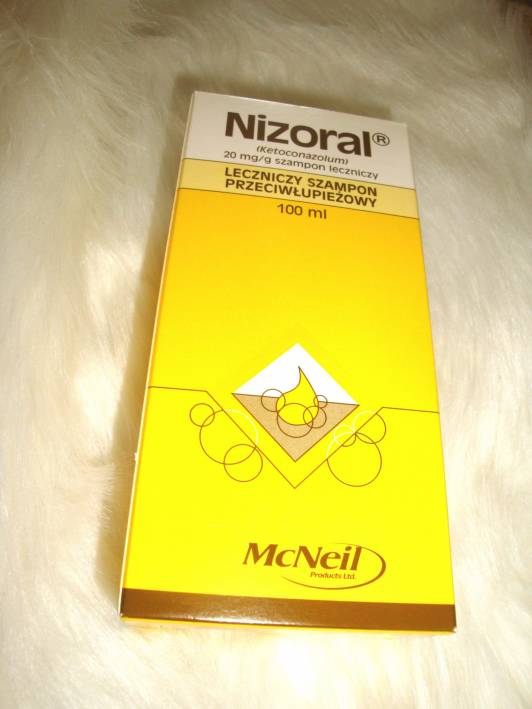 Nizoral®
(Ketoconazolum)
20 mg/g szampon leczniczy
LECZNICZY SZAMPON
PRZECIWŁUPIEŻOWY
100 ml
McNeil
Products Ltd.